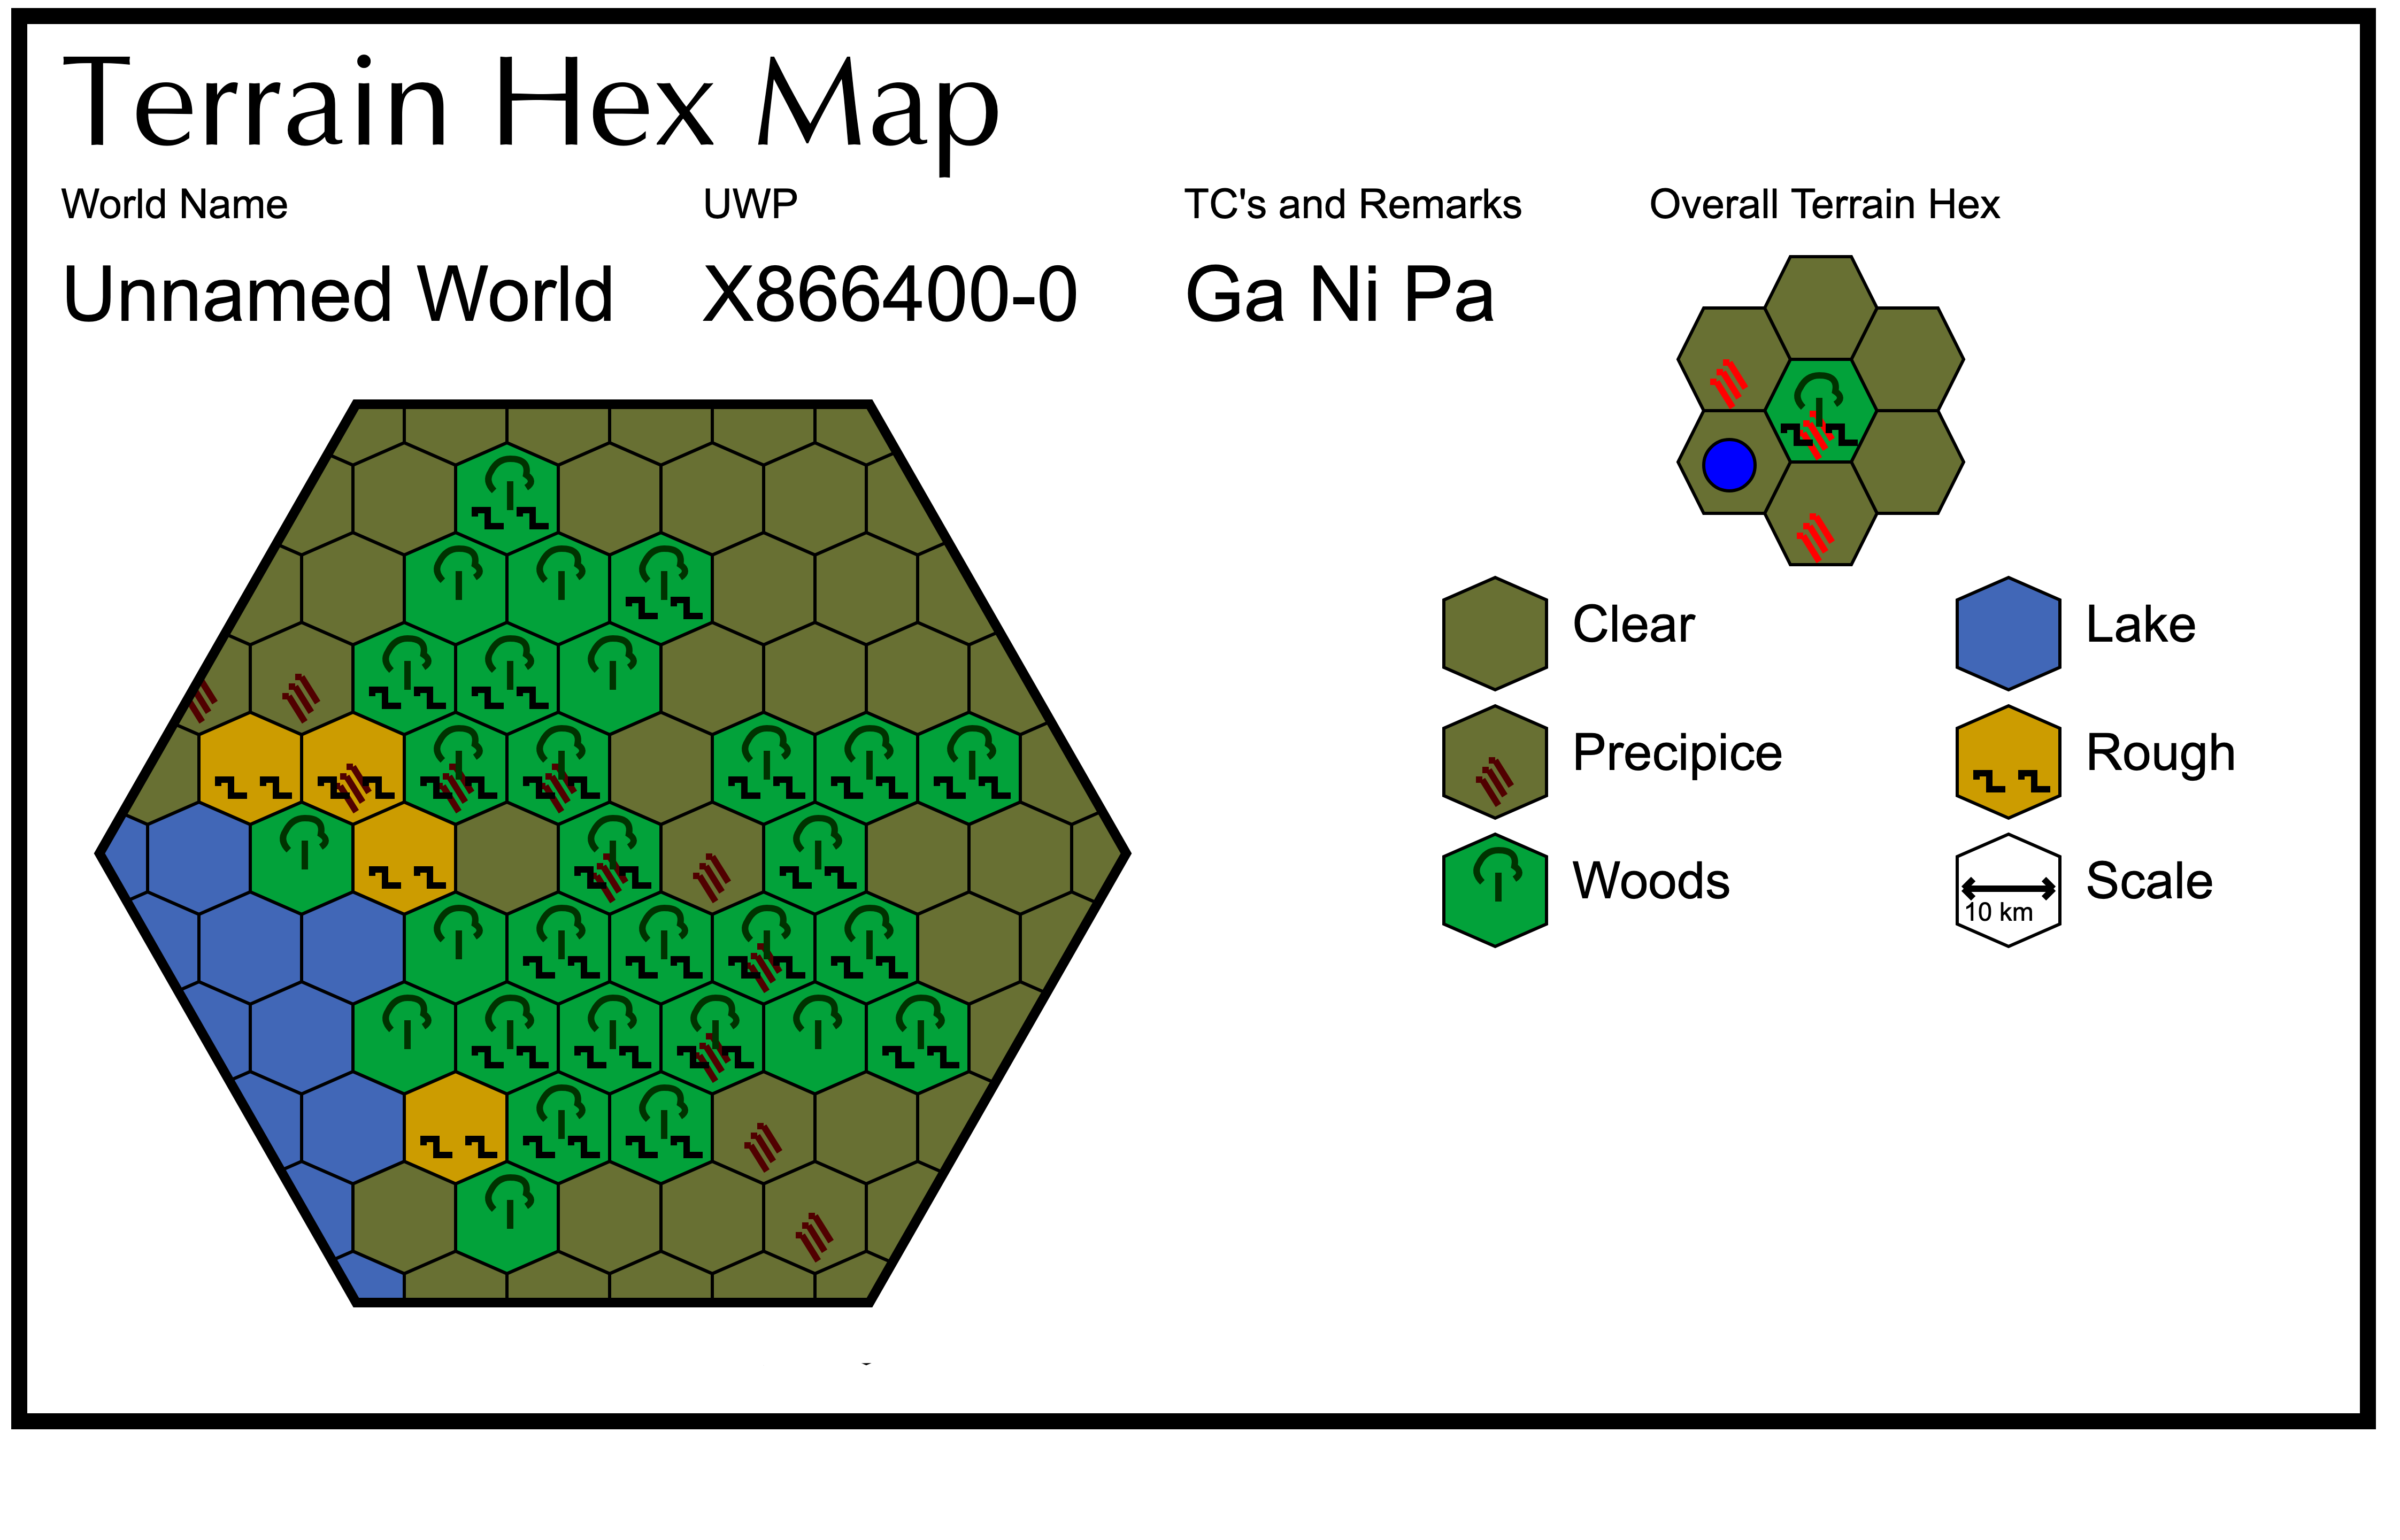 Terrain Hex Map
World Name UWP TC's and Remarks Overall Terrain Hex
Unnamed World X866400-0 Ga Ni Pa
Clear Lake
Precipice Rough
Woods Scale
10 km